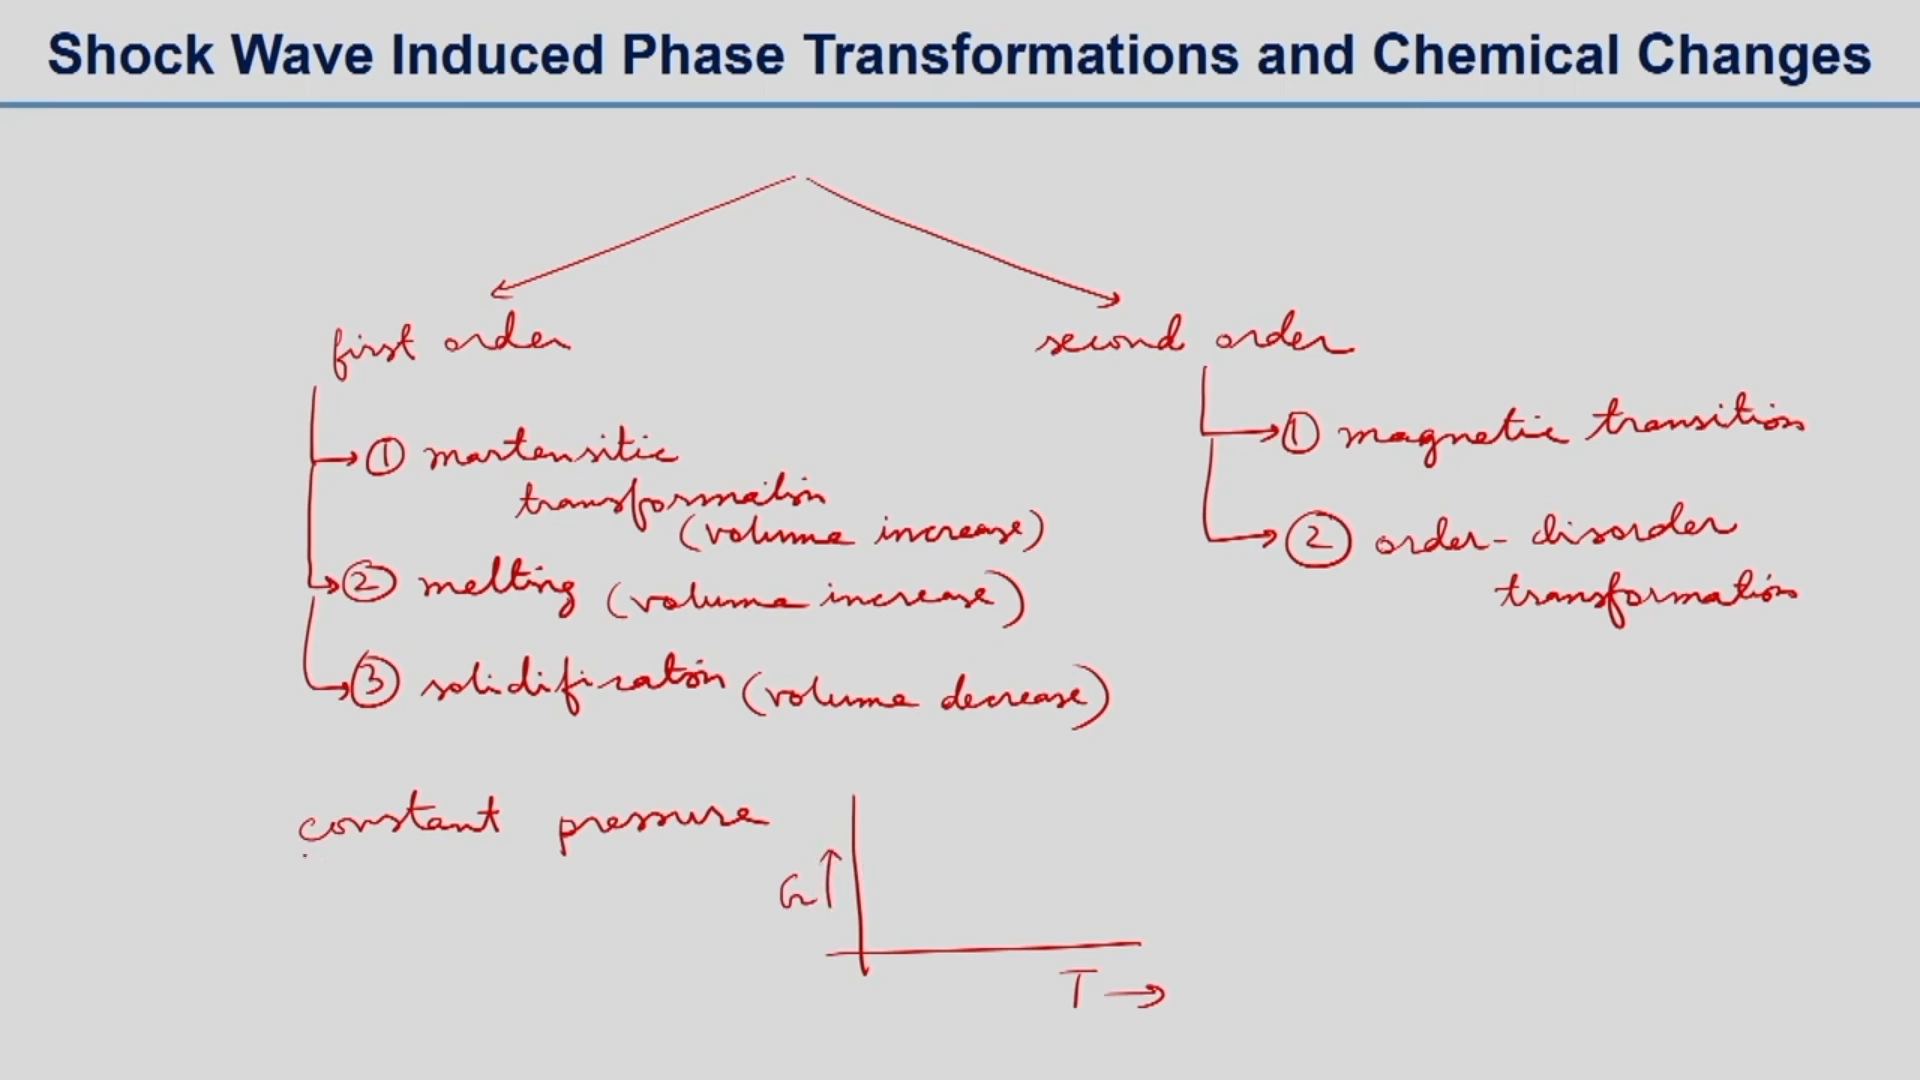 Shock Wave Induced Phase Transformations and Chemical Changes
first order
second order
① martensitic
transformation
(volume increase)
② melting (volume increase)
③ solidification (volume decrease)
① magnetic transition
② order-disorder
transformation
constant pressure
G ↑
T →